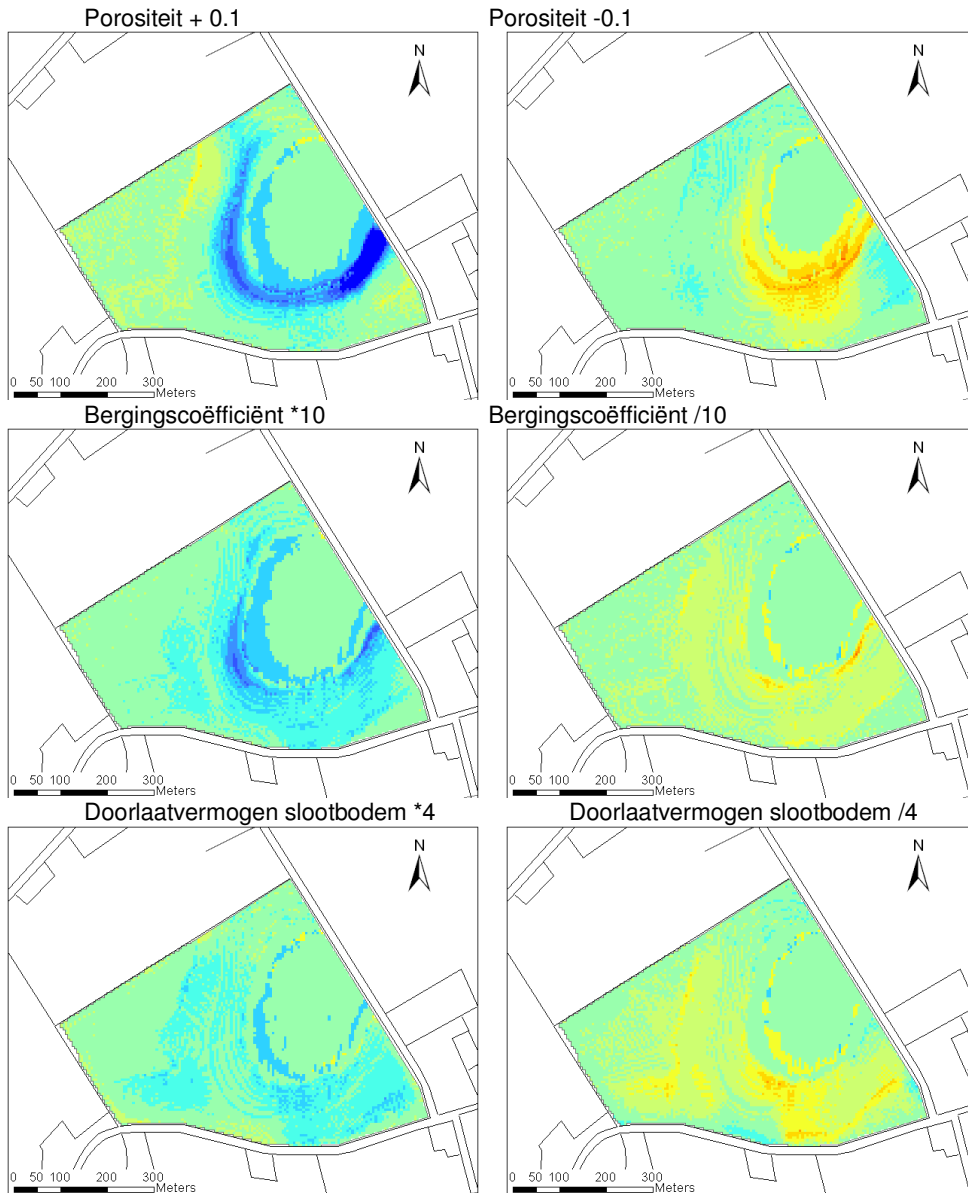 Porositeit + 0.1
Porositeit -0.1
N
N
0 50 100 200 300
Meters
0 50 100 200 300
Meters
Bergingscoëfficiënt *10
Bergingscoëfficiënt /10
N
N
0 50 100 200 300
Meters
0 50 100 200 300
Meters
Doorlaatvermogen slootbodem *4
Doorlaatvermogen slootbodem /4
N
N
0 50 100 200 300
Meters
0 50 100 200 300
Meters